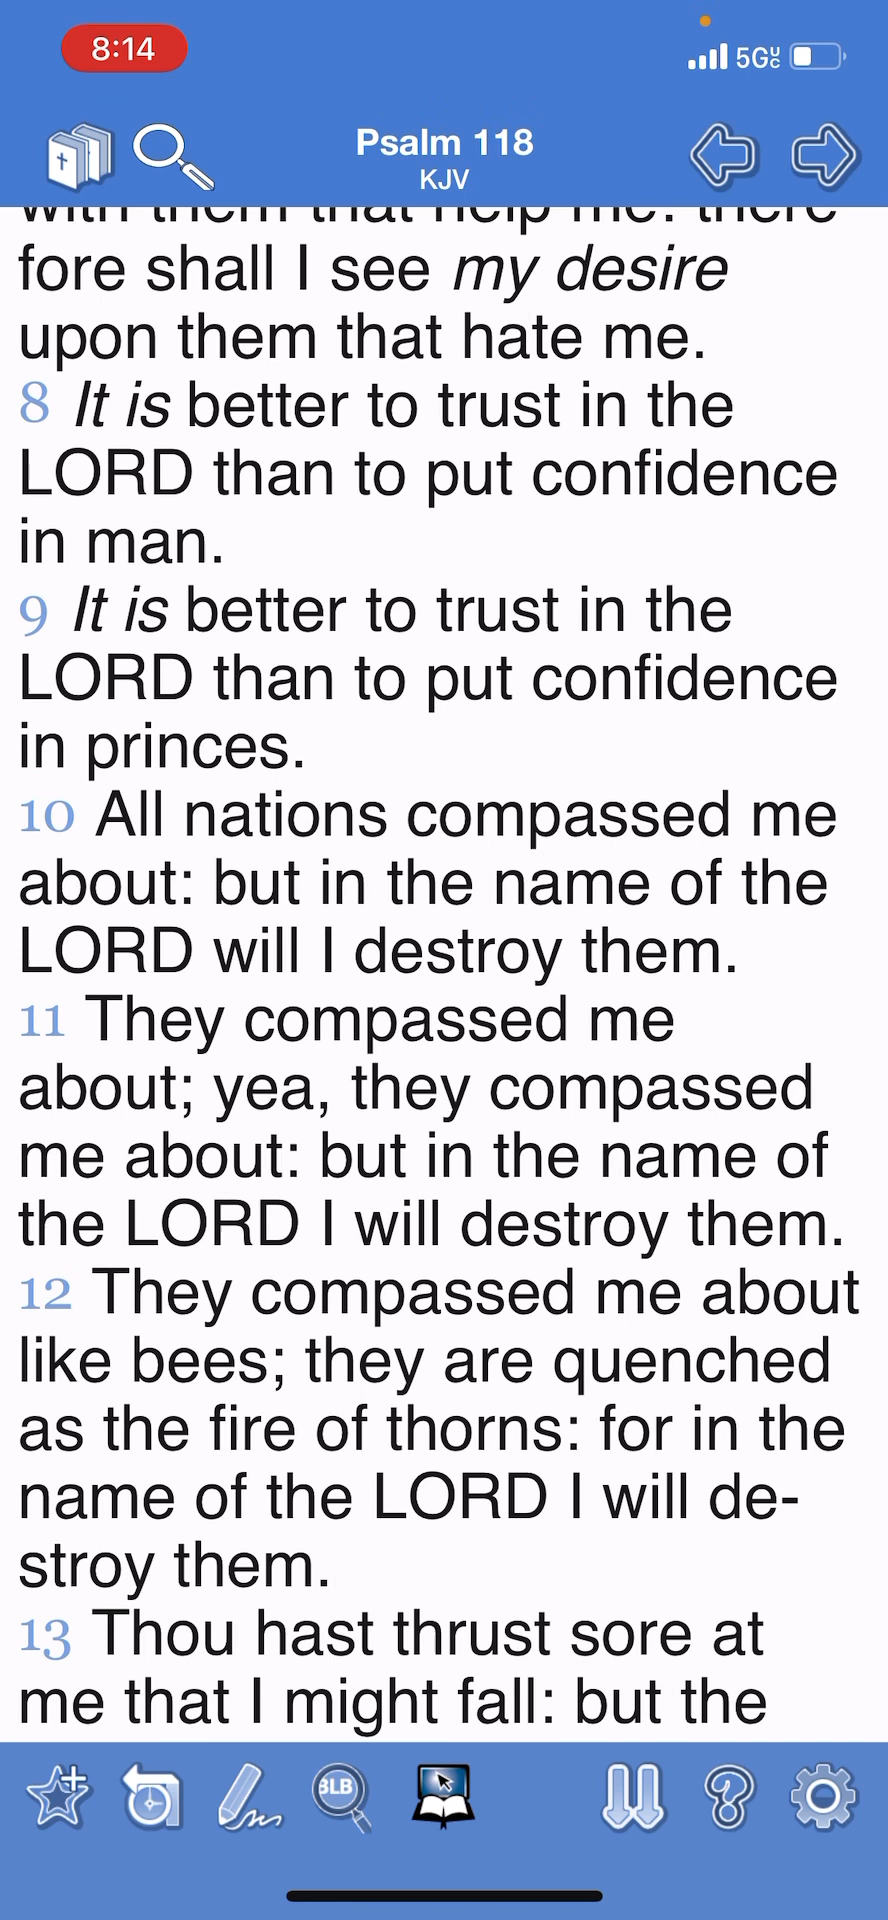 8:14
5G
Psalm 118
KJV
with them that help me: there
fore shall I see my desire
upon them that hate me.
8 It is better to trust in the
LORD than to put confidence
in man.
9 It is better to trust in the
LORD than to put confidence
in princes.
10 All nations compassed me
about: but in the name of the
LORD will I destroy them.
11 They compassed me
about; yea, they compassed
me about: but in the name of
the LORD I will destroy them.
12 They compassed me about
like bees; they are quenched
as the fire of thorns: for in the
name of the LORD I will de-
stroy them.
13 Thou hast thrust sore at
me that I might fall: but the
BLB